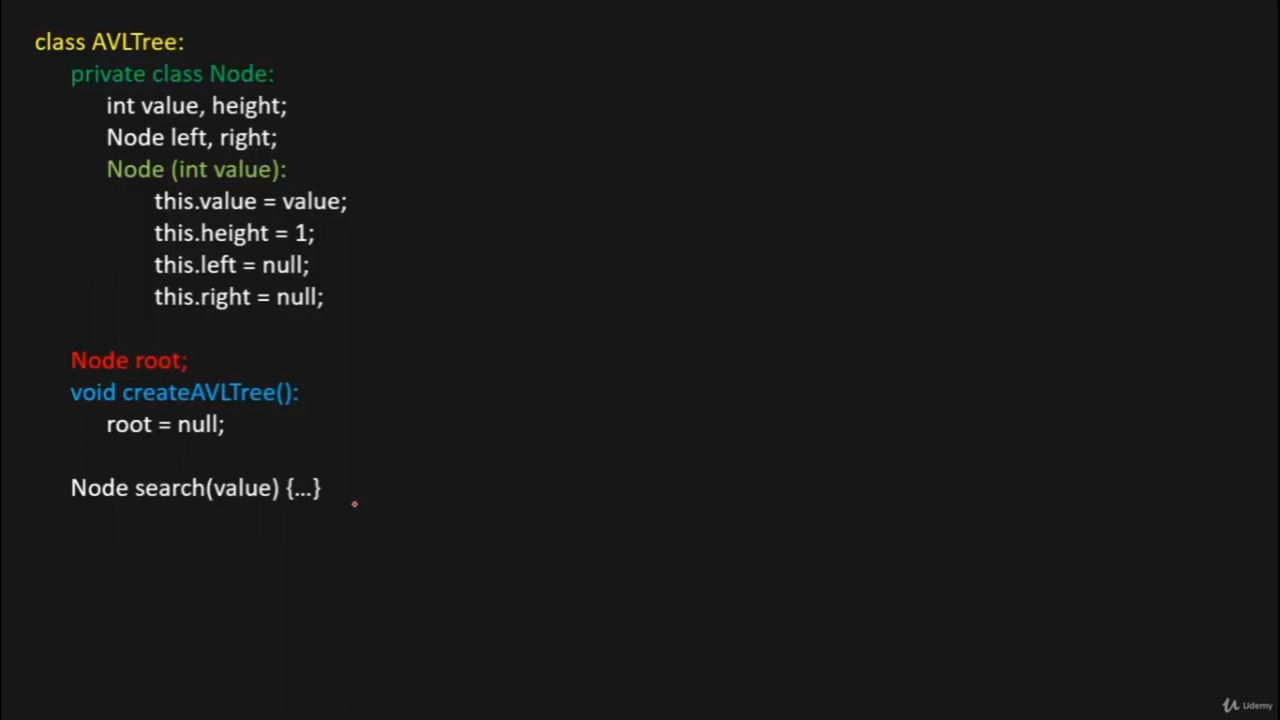 class AVLTree:
private class Node:
int value, height;
Node left, right;
Node (int value):
this.value = value;
this.height = 1;
this.left = null;
this.right = null;
Node root;
void createAVLTree():
root = null;
Node search(value) {...}
Udemy